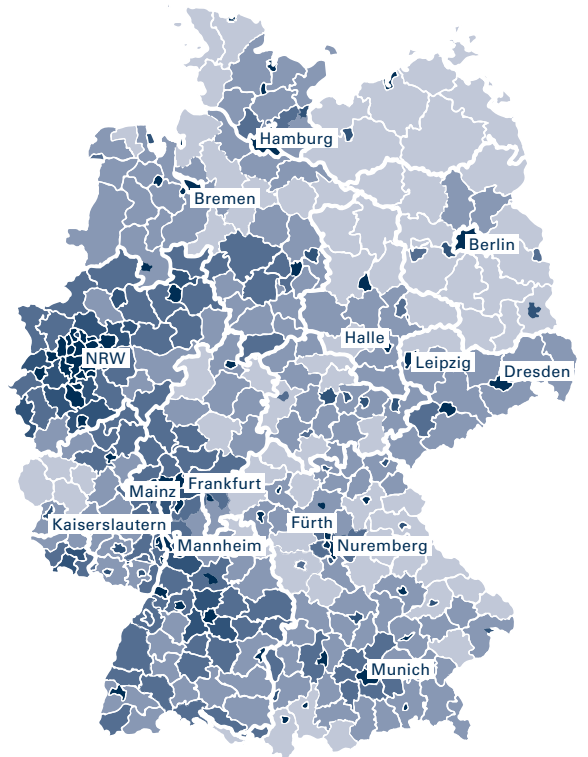 Hamburg
Bremen
Berlin
Halle
NRW
Leipzig
Dresden
Frankfurt
Mainz
Kaiserslautern
Fürth
Mannheim
Nuremberg
Munich